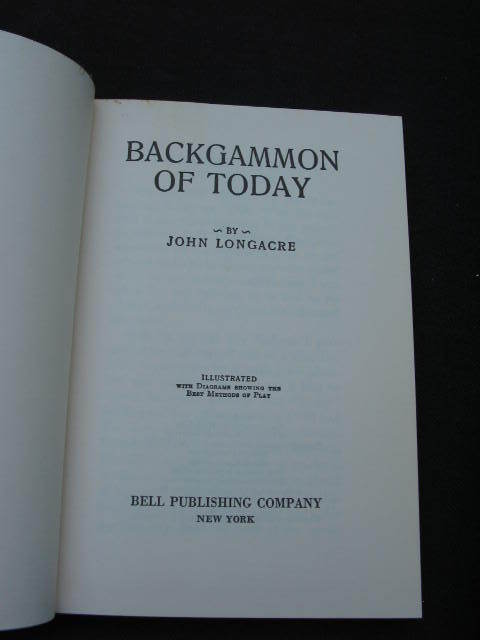 BACKGAMMON
OF TODAY
~ BY ~
JOHN LONGACRE
ILLUSTRATED
WITH DIAGRAMS SHOWING THE
BEST METHODS OF PLAY
BELL PUBLISHING COMPANY
NEW YORK